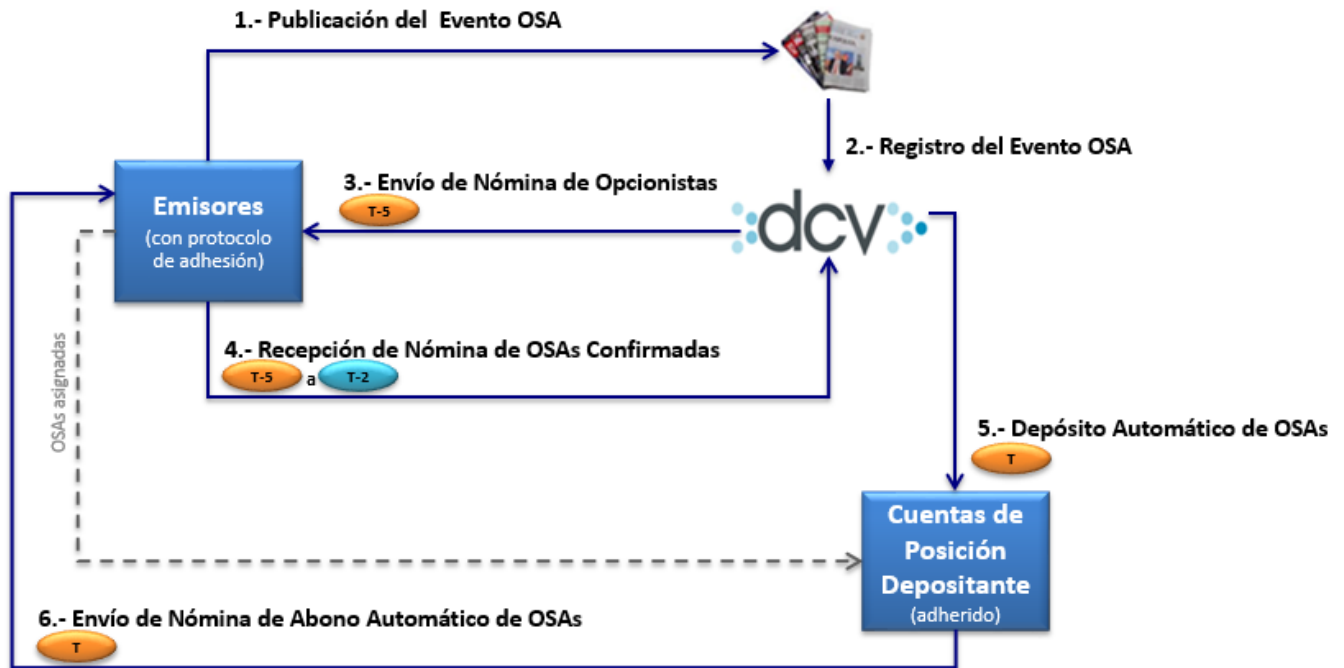 1.- Publicación del Evento OSA
2.- Registro del Evento OSA
3.- Envío de Nómina de Opcionistas
T-5
Emisores
(con protocolo
de adhesión)
dcv
OSAs asignadas
4.- Recepción de Nómina de OSAs Confirmadas
T-5 a T-2
5.- Depósito Automático de OSAs
T
Cuentas de
Posición
Depositante
(adherido)
6.- Envío de Nómina de Abono Automático de OSAs
T